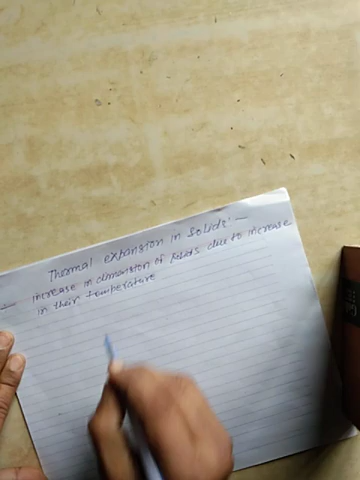 Thermal expansion in Solids: —
— increase in dimension of solids due to increase
in their temperature